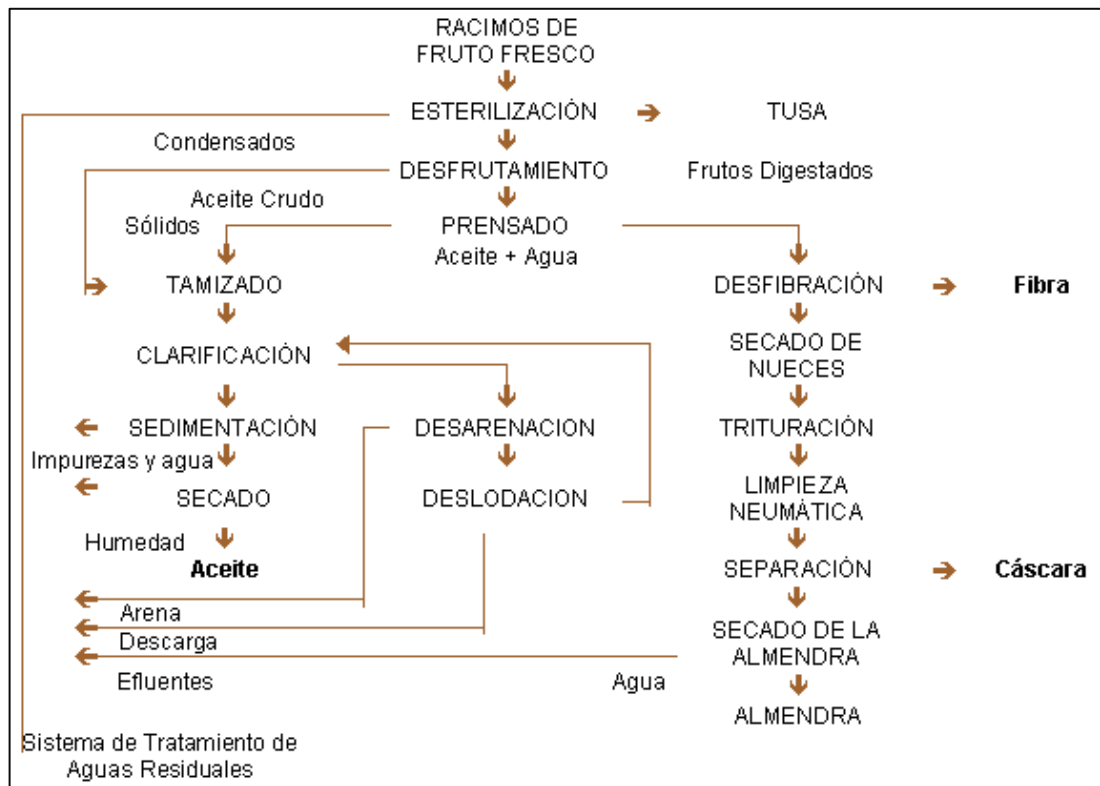 RACIMOS DE
FRUTO FRESCO
ESTERILIZACIÓN
TUSA
Condensados
DESFRUTAMIENTO
Frutos Digestados
Aceite Crudo
Sólidos
PRENSADO
Aceite + Agua
TAMIZADO
DESFIBRACIÓN
Fibra
CLARIFICACIÓN
SECADO DE
NUECES
SEDIMENTACIÓN
DESARENACION
TRITURACIÓN
Impurezas y agua
SECADO
DESLODACION
LIMPIEZA
NEUMÁTICA
Humedad
Aceite
SEPARACIÓN
Cáscara
Arena
Descarga
SECADO DE LA
ALMENDRA
Efluentes
Agua
ALMENDRA
Sistema de Tratamiento de
Aguas Residuales